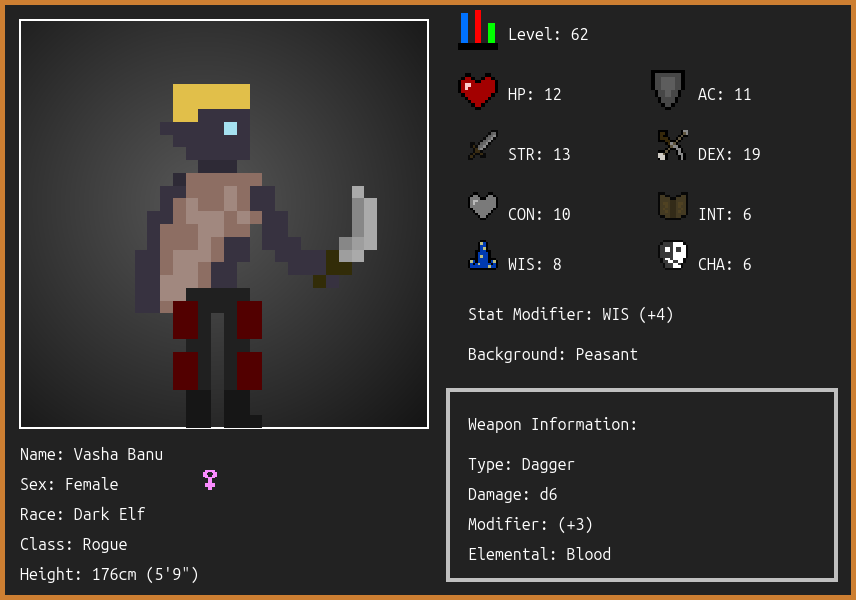 Level: 62
HP: 12
AC: 11
STR: 13
DEX: 19
CON: 10
INT: 6
WIS: 8
CHA: 6
Stat Modifier: WIS (+4)
Background: Peasant
Weapon Information:
Type: Dagger
Damage: d6
Modifier: (+3)
Elemental: Blood
Name: Vasha Banu
Sex: Female
Race: Dark Elf
Class: Rogue
Height: 176cm (5'9")